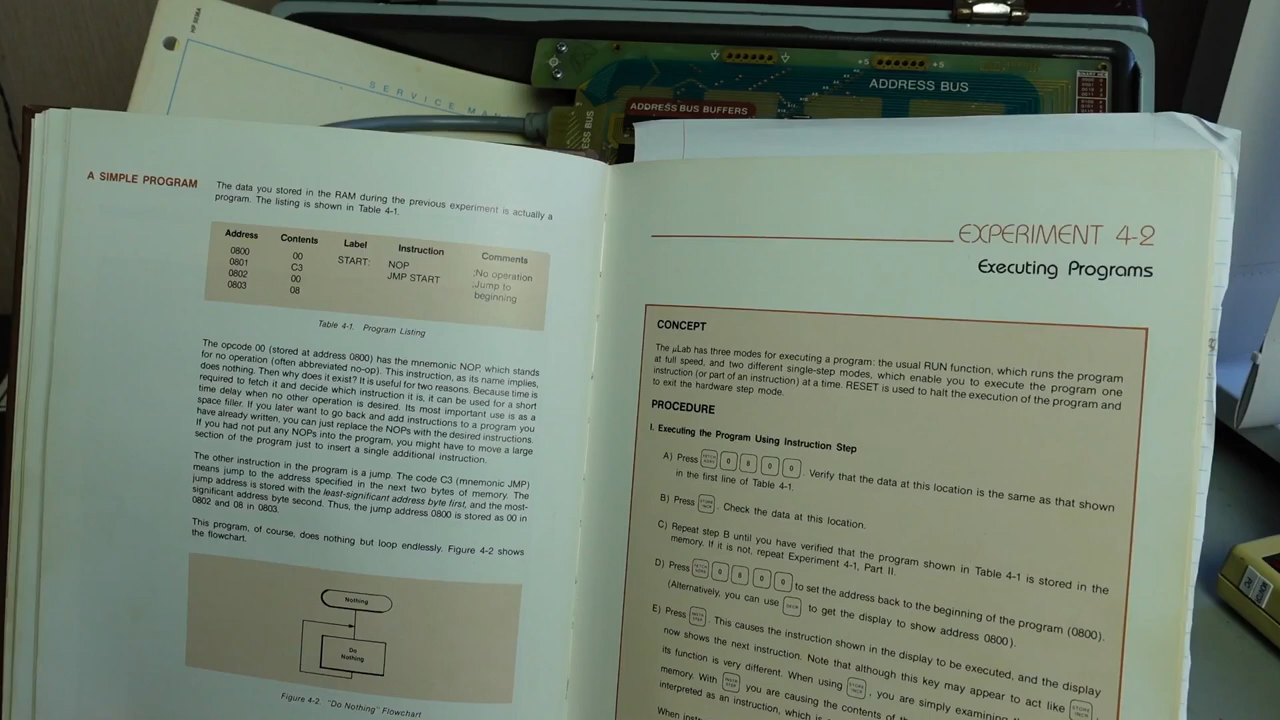 HP 5036A
SERVICE MAN
ADDRESS BUS
ADDRESS BUS BUFFERS
ESS BUS
+5
+5
A SIMPLE PROGRAM
The data you stored in the RAM during the previous experiment is actually a
program. The listing is shown in Table 4-1.
Address Contents Label Instruction Comments
0800 00 START: NOP ;No operation
0801 C3 JMP START ;Jump to
0802 00 beginning
0803 08
Table 4-1. Program Listing
The opcode 00 (stored at address 0800) has the mnemonic NOP, which stands
for no operation (often abbreviated no-op). This instruction, as its name implies,
does nothing. Then why does it exist? It is useful for two reasons. Because time is
required to fetch it and decide which instruction it is, it can be used for a short
time delay when no other operation is desired. Its most important use is as a
space filler. If you later want to go back and add instructions to a program you
have already written, you can just replace the NOPs with the desired instructions.
If you had not put any NOPs into the program, you might have to move a large
section of the program just to insert a single additional instruction.
The other instruction in the program is a jump. The code C3 (mnemonic JMP)
means jump to the address specified in the next two bytes of memory. The
jump address is stored with the least-significant address byte first, and the most-
significant address byte second. Thus, the jump address 0800 is stored as 00 in
0802 and 08 in 0803.
This program, of course, does nothing but loop endlessly. Figure 4-2 shows
the flowchart.
Nothing
Do
Nothing
Figure 4-2. "Do Nothing" Flowchart
EXPERIMENT 4-2
Executing Programs
CONCEPT
The μLab has three modes for executing a program: the usual RUN function, which runs the program
at full speed, and two different single-step modes, which enable you to execute the program one
instruction (or part of an instruction) at a time. RESET is used to halt the execution of the program and
to exit the hardware step mode.
PROCEDURE
I. Executing the Program Using Instruction Step
A) Press FETCH ADRS 0 8 0 0 . Verify that the data at this location is the same as that shown
in the first line of Table 4-1.
B) Press STORE INCR . Check the data at this location.
C) Repeat step B until you have verified that the program shown in Table 4-1 is stored in the
memory. If it is not, repeat Experiment 4-1, Part II.
D) Press FETCH ADRS 0 8 0 0 to set the address back to the beginning of the program (0800).
(Alternatively, you can use DECR to get the display to show address 0800).
E) Press INSTR STEP . This causes the instruction shown in the display to be executed, and the display
now shows the next instruction. Note that although this key may appear to act like STORE INCR
its function is very different. When using STORE INCR , you are simply examining
memory. With INSTR STEP you are causing the contents of
interpreted as an instruction, which is
When inst